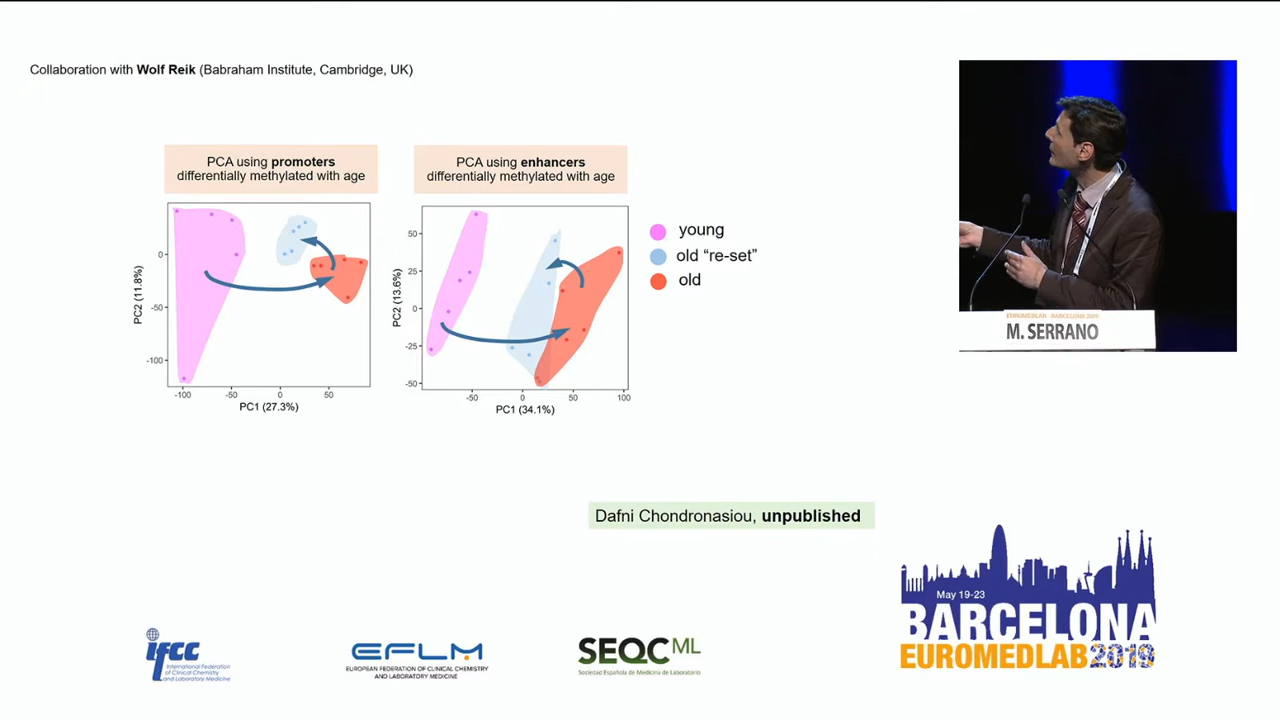 Collaboration with Wolf Reik (Babraham Institute, Cambridge, UK)
PCA using promoters
differentially methylated with age
PCA using enhancers
differentially methylated with age
0
-50
-100
-100
-50
0
50
PC2 (11.8%)
PC1 (27.3%)
50
25
0
-25
-50
-50
0
50
100
PC2 (13.6%)
PC1 (34.1%)
young
old “re-set”
old
EUROMEDLAB BARCELONA 2019
M. SERRANO
Dafni Chondronasiou, unpublished
May 19-23
BARCELONA
EUROMEDLAB 2019
ifcc
International Federation
of Clinical Chemistry
and Laboratory Medicine
EFLM
EUROPEAN FEDERATION OF CLINICAL CHEMISTRY
AND LABORATORY MEDICINE
SEQC ML
Sociedad Española de Medicina de Laboratorio